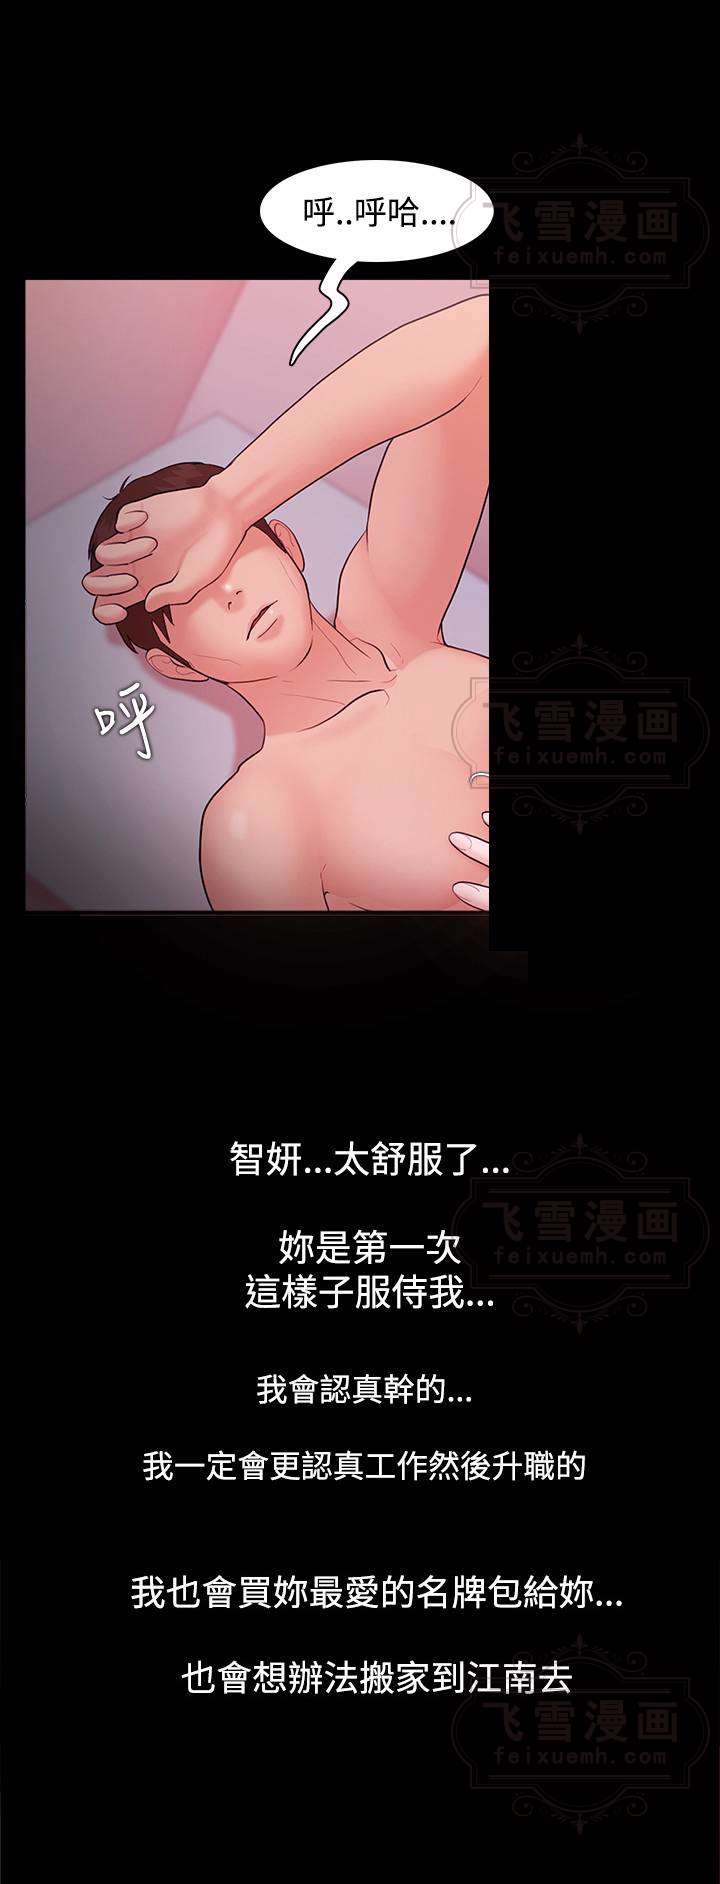 呼..呼哈....
飞雪漫画
feixuemh.com
呼
飞雪漫画
feixuemh.com
智妍...太舒服了...
妳是第一次
這樣子服侍我...
飞雪漫画
feixuemh.com
我會認真幹的...
我一定會更認真工作然後升職的
我也會買妳最愛的名牌包給妳...
也會想辦法搬家到江南去
飞雪漫画
feixuemh.com